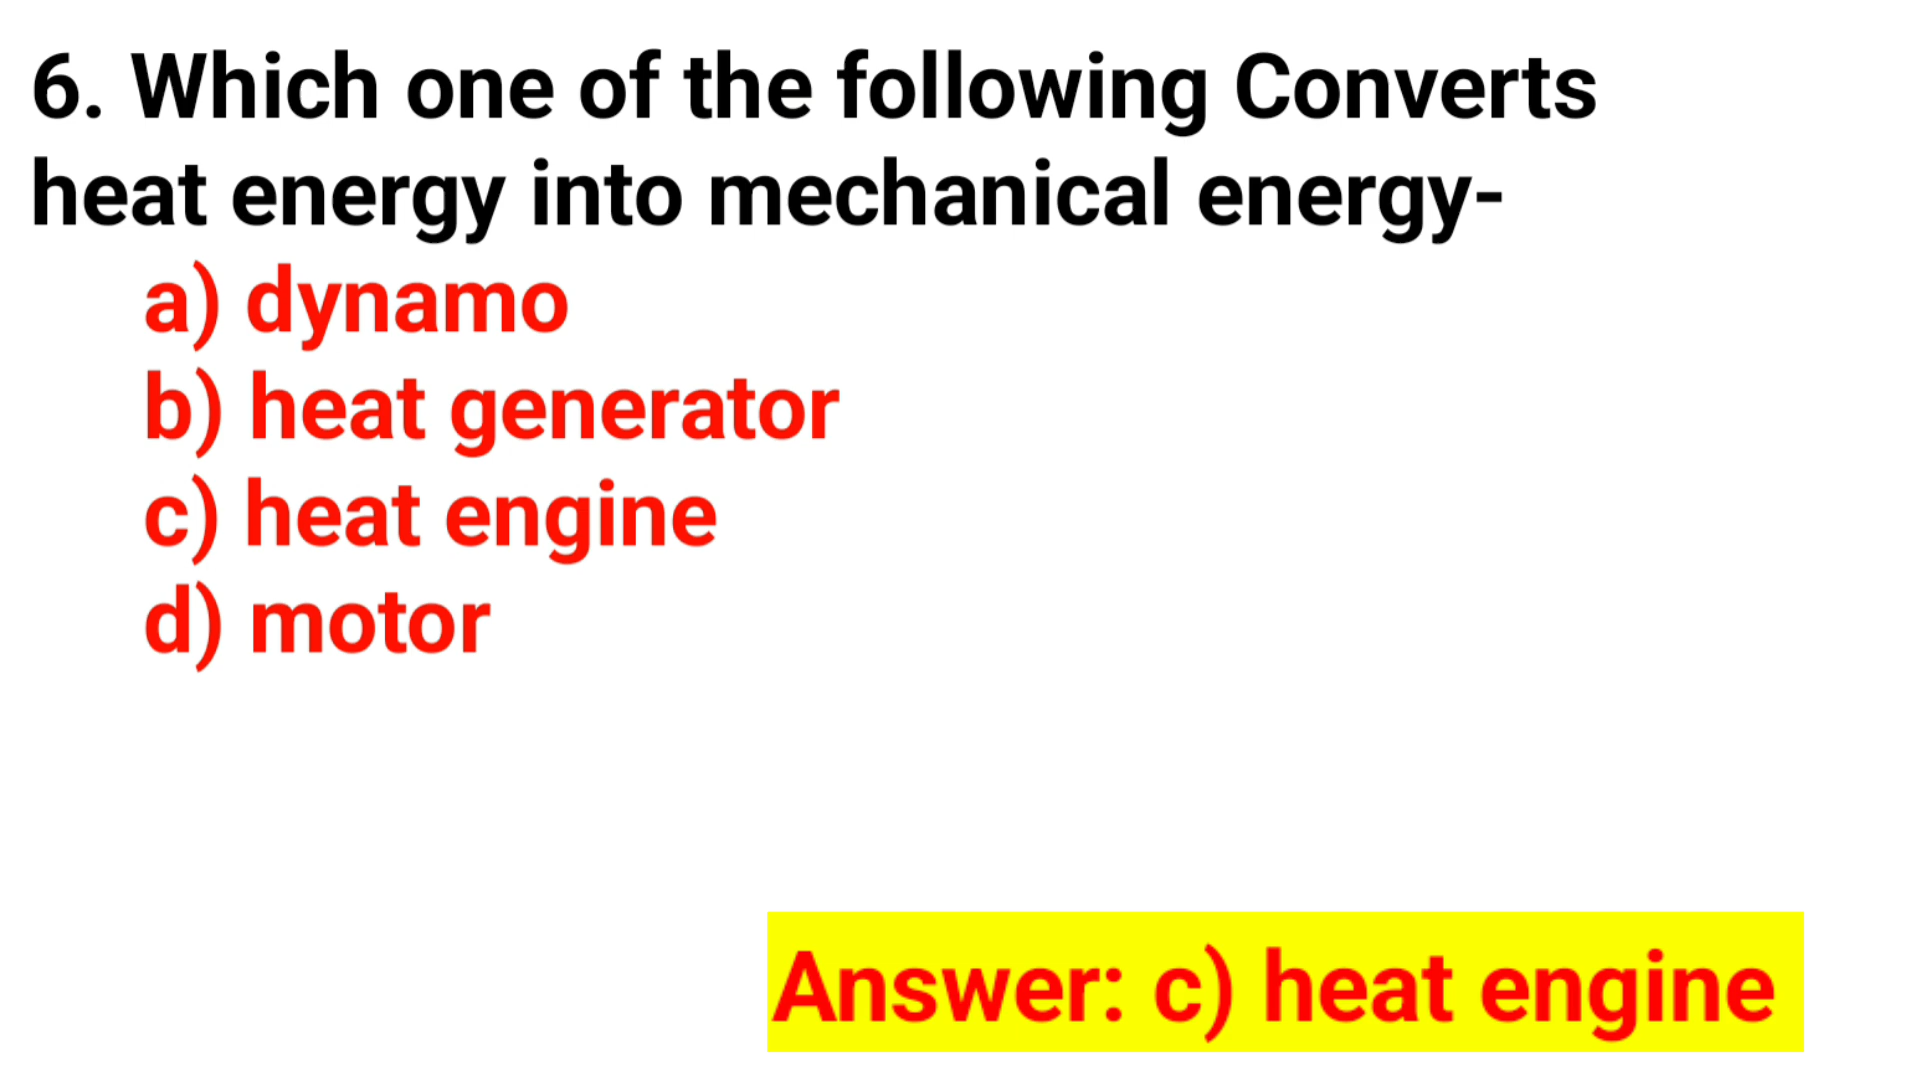 6. Which one of the following Converts
heat energy into mechanical energy-
a) dynamo
b) heat generator
c) heat engine
d) motor
Answer: c) heat engine